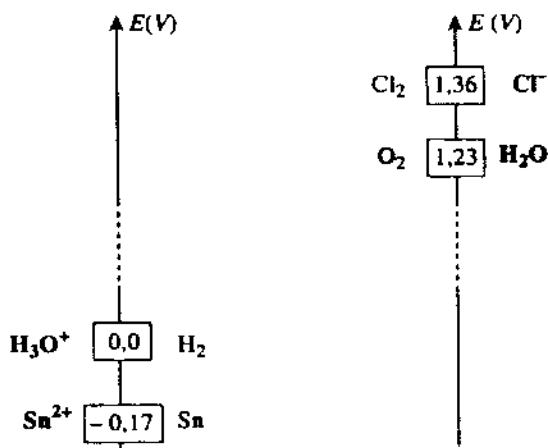 E(V)
H₃O⁺ 0,0 H₂
Sn²⁺ –0,17 Sn
E (V)
Cl₂ 1,36 Cl⁻
O₂ 1,23 H₂O